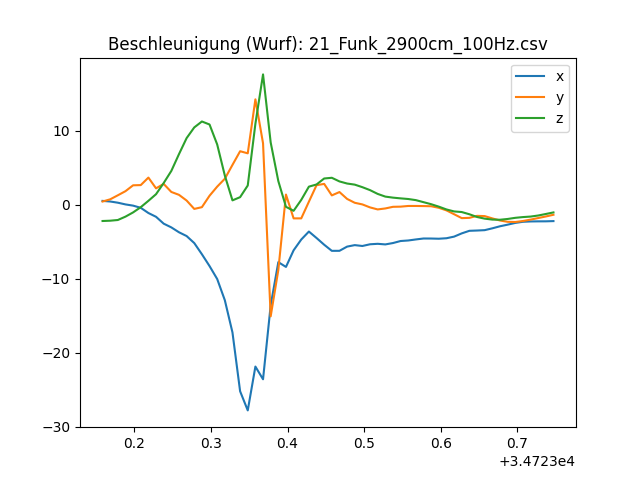 Beschleunigung (Wurf): 21_Funk_2900cm_100Hz.csv
x
y
z
10
0
−10
−20
−30
0.2 0.3 0.4 0.5 0.6 0.7
+3.4723e4